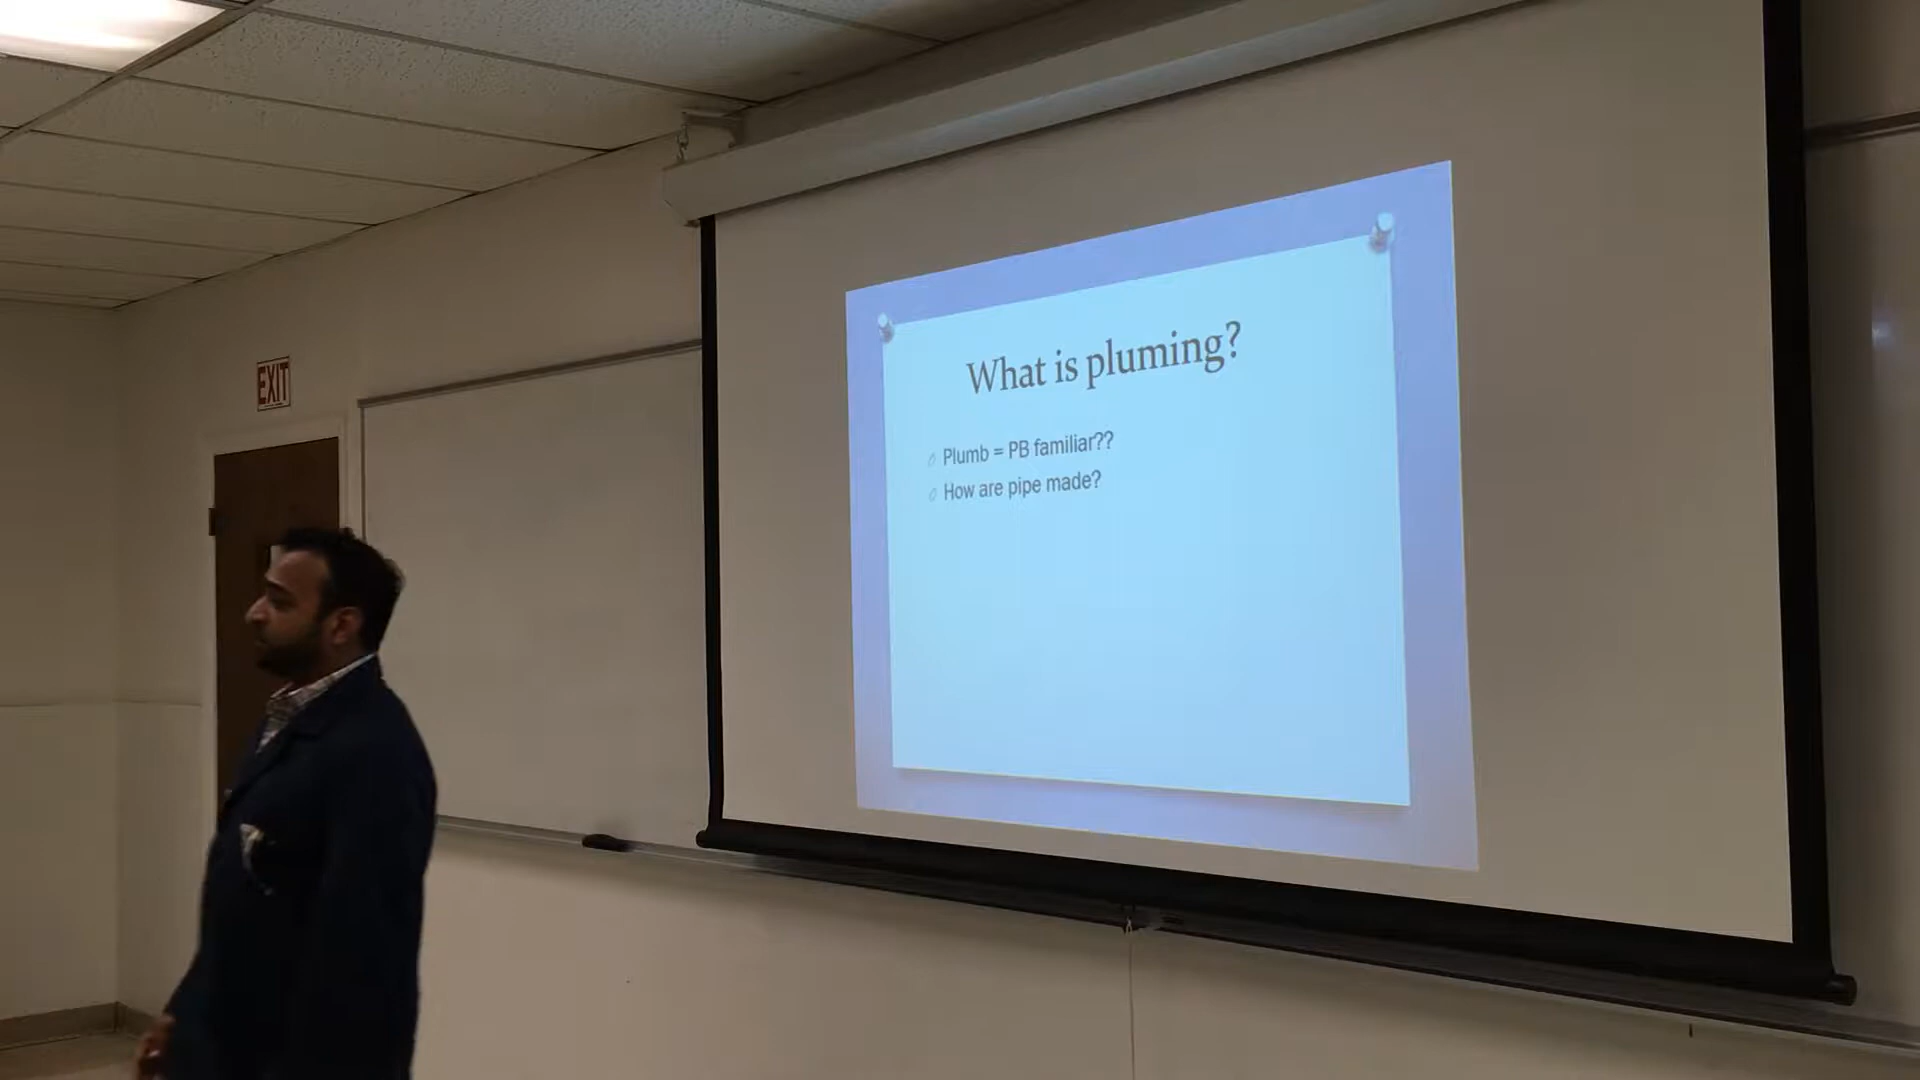 EXIT
What is pluming?
Plumb = PB familiar??
How are pipe made?